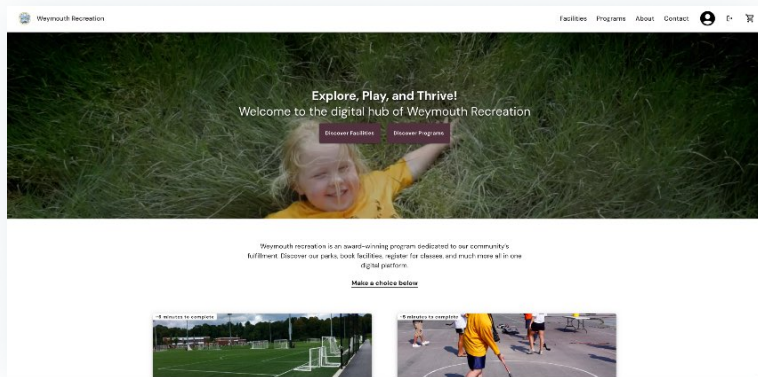 Weymouth Recreation
Facilities Programs About Contact
Explore, Play, and Thrive!
Welcome to the digital hub of Weymouth Recreation
Discover Facilities Discover Programs
Weymouth recreation is an award-winning program dedicated to our community's
fulfillment. Discover our parks, book facilities, register for classes, and much more all in one
digital platform.
Make a choice below
~5 minutes to complete ~5 minutes to complete